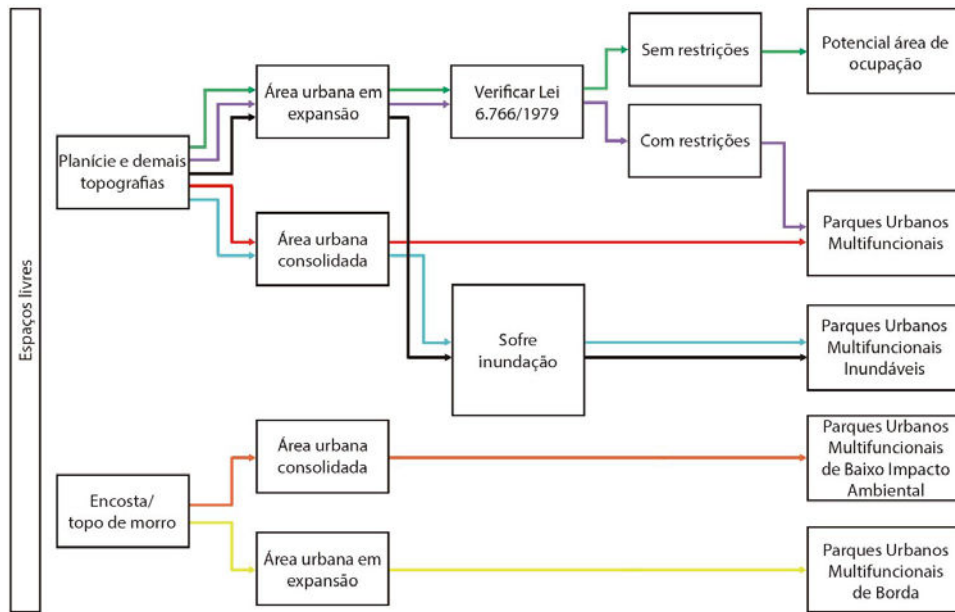 Espaços livres
Planície e demais
topografias
Área urbana em
expansão
Verificar Lei
6.766/1979
Sem restrições
Potencial área de
ocupação
Com restrições
Área urbana
consolidada
Parques Urbanos
Multifuncionais
Sofre
inundação
Parques Urbanos
Multifuncionais
Inundáveis
Encosta/
topo de morro
Área urbana
consolidada
Parques Urbanos
Multifuncionais
de Baixo Impacto
Ambiental
Área urbana em
expansão
Parques Urbanos
Multifuncionais
de Borda